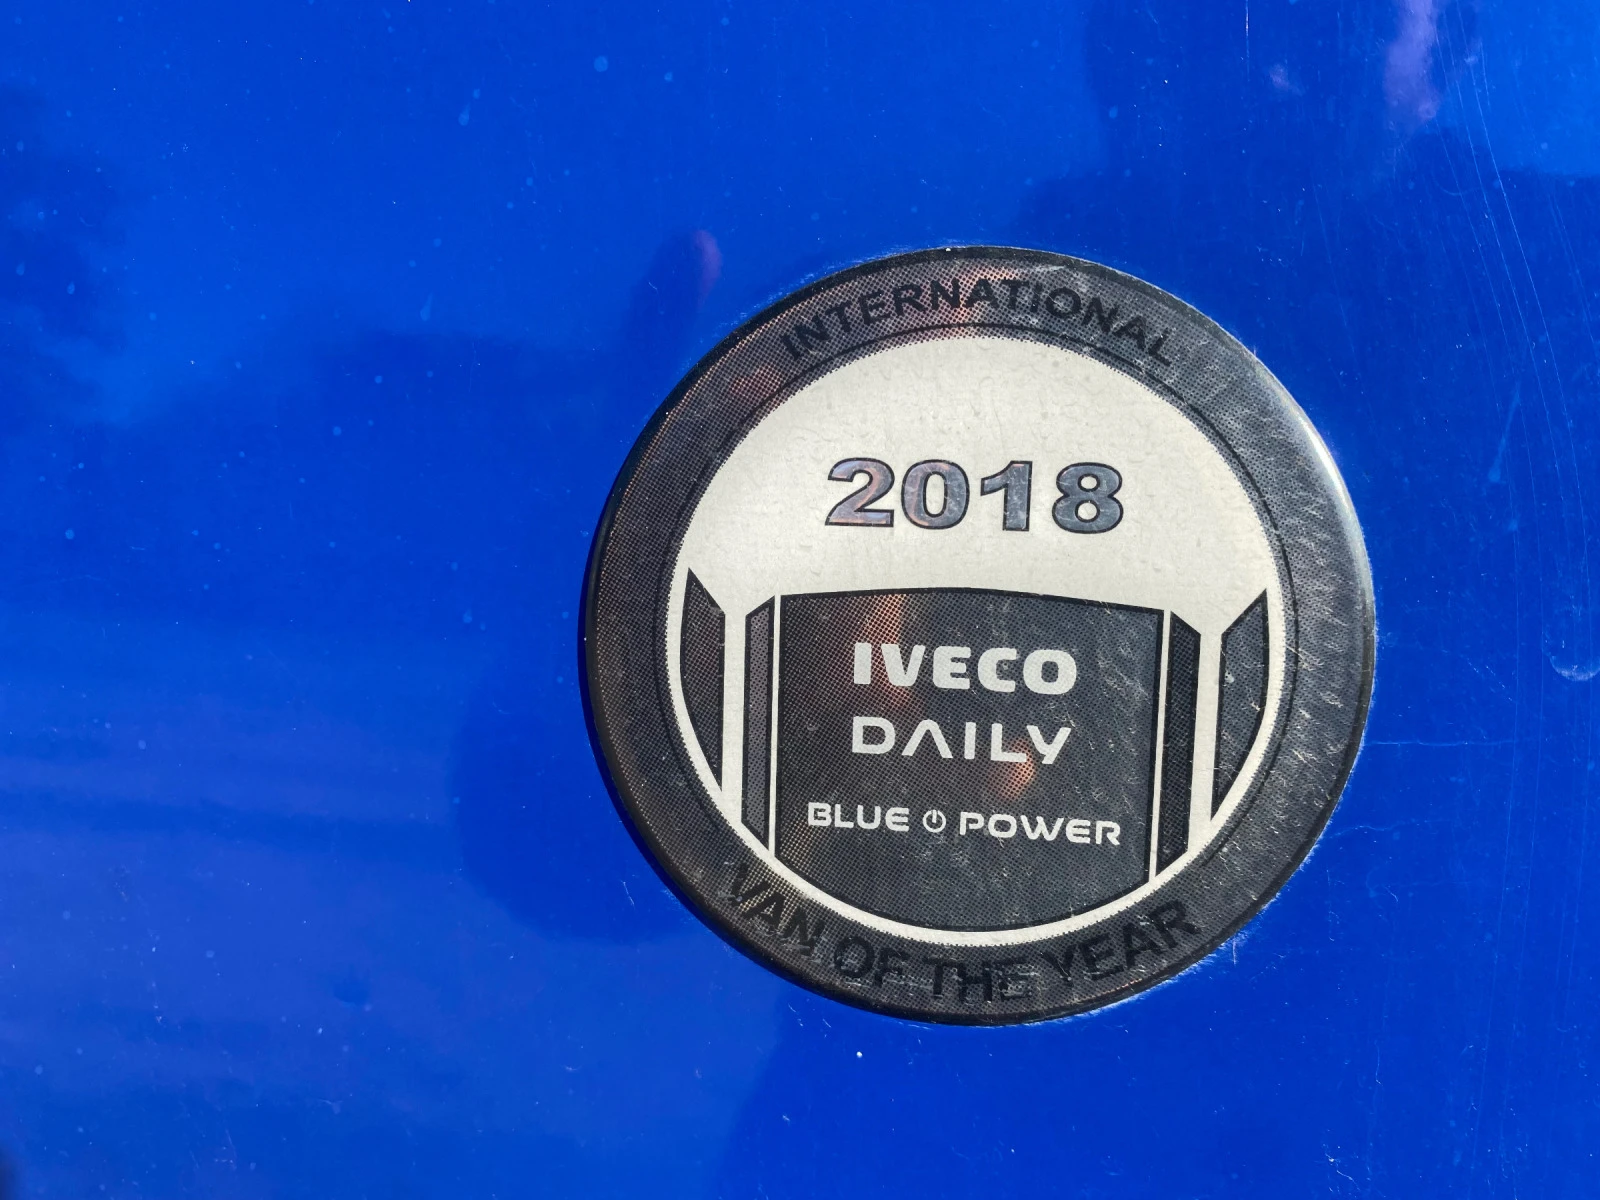 INTERNATIONAL
2018
IVECO
DAILY
BLUE POWER
VAN OF THE YEAR